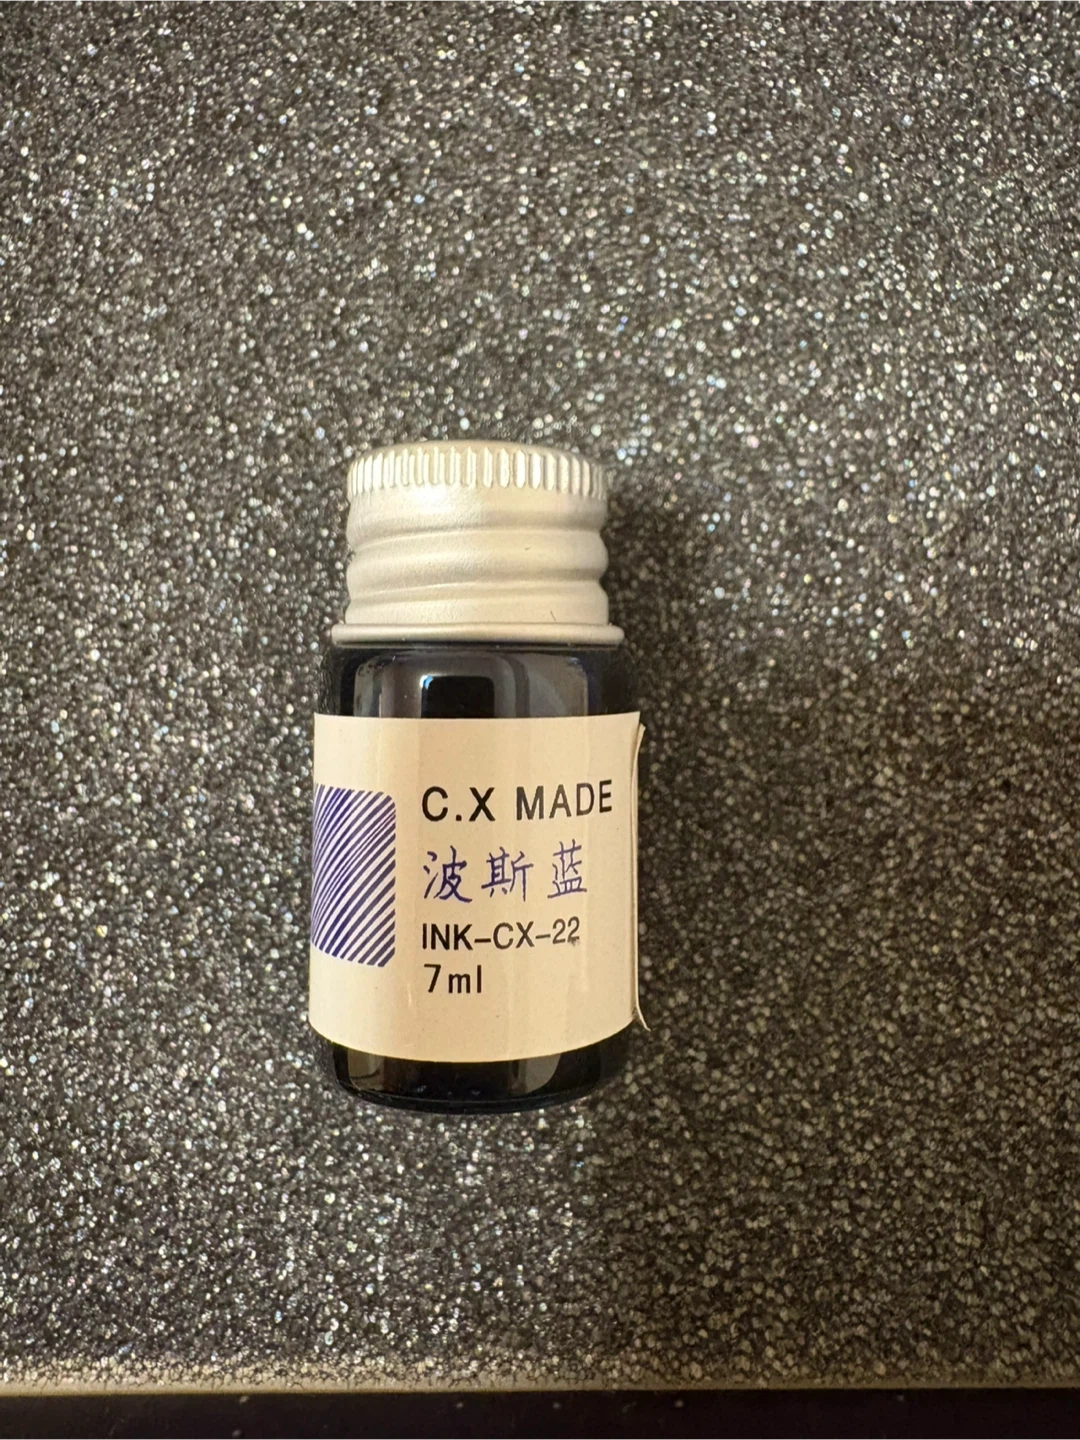 C.X MADE
波斯蓝
INK-CX-22
7ml